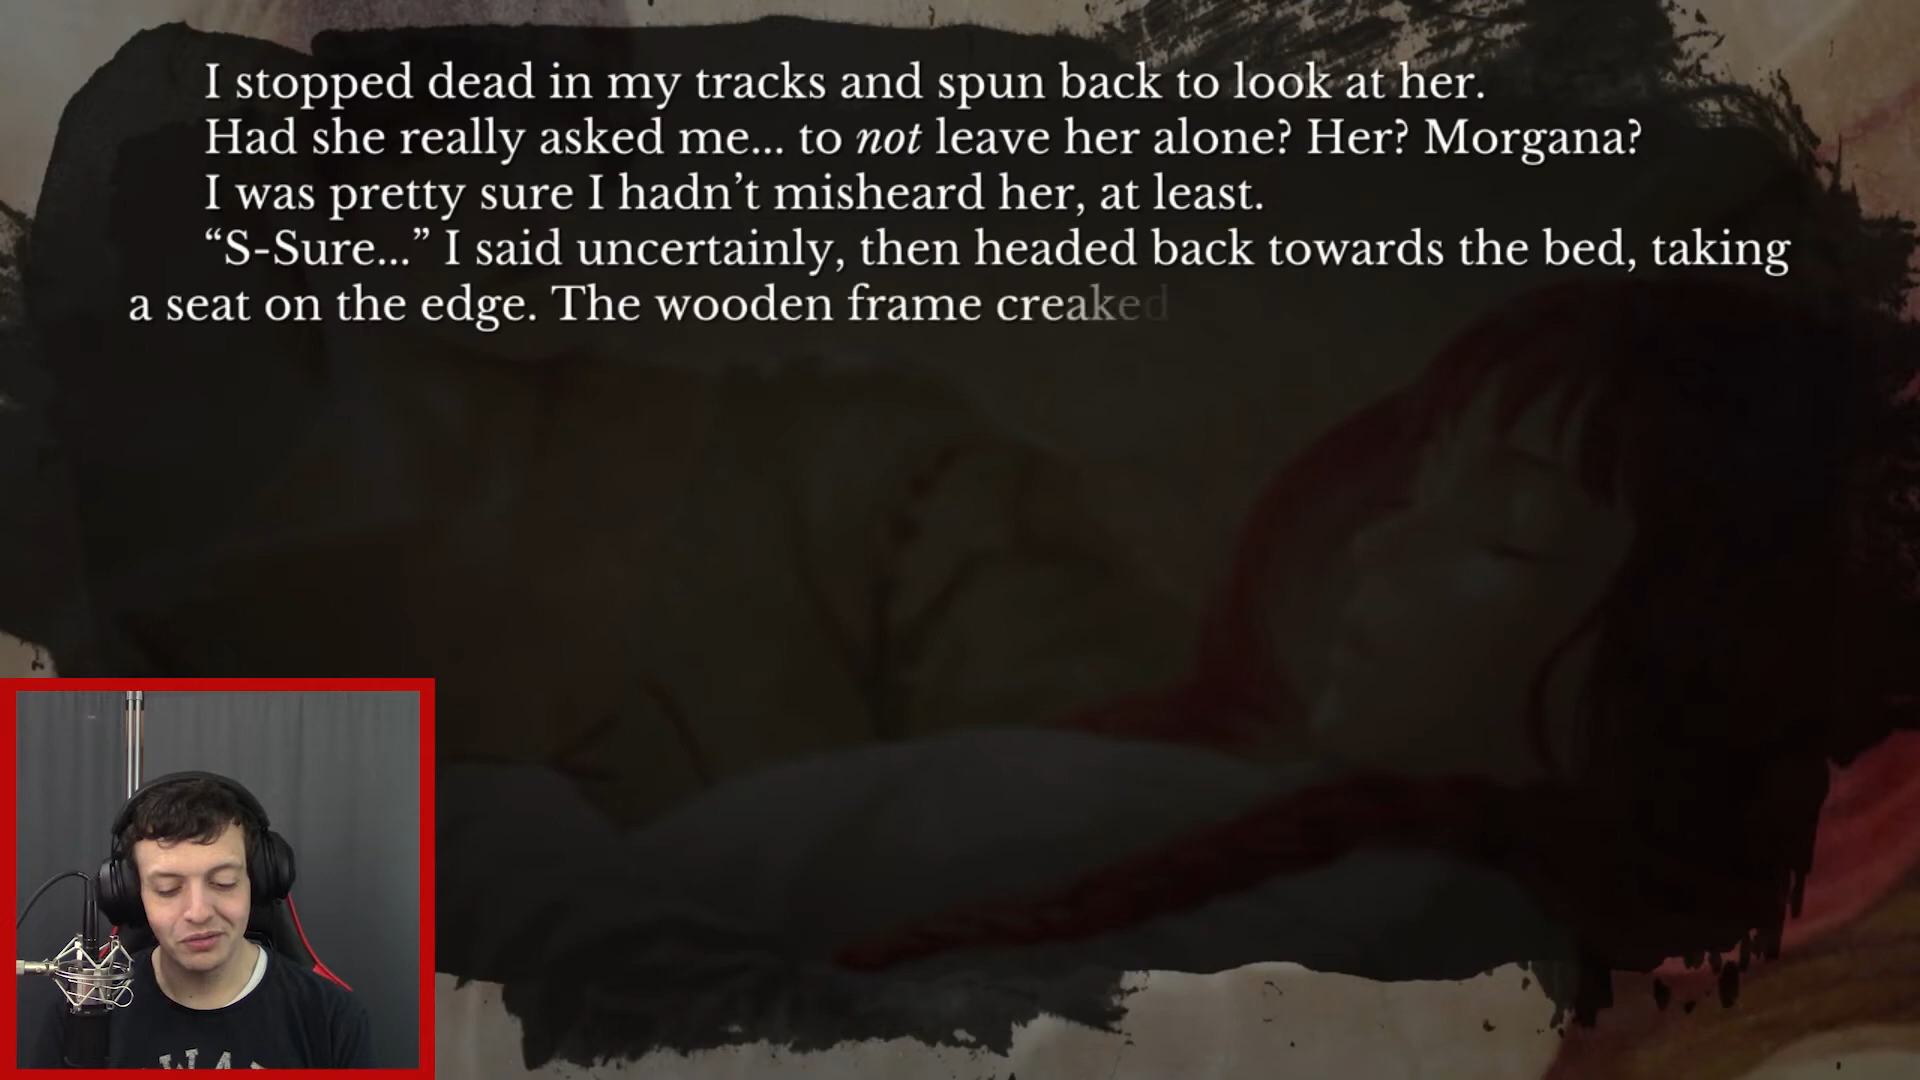 I stopped dead in my tracks and spun back to look at her.
Had she really asked me... to not leave her alone? Her? Morgana?
I was pretty sure I hadn’t misheard her, at least.
“S-Sure...” I said uncertainly, then headed back towards the bed, taking
a seat on the edge. The wooden frame creaked